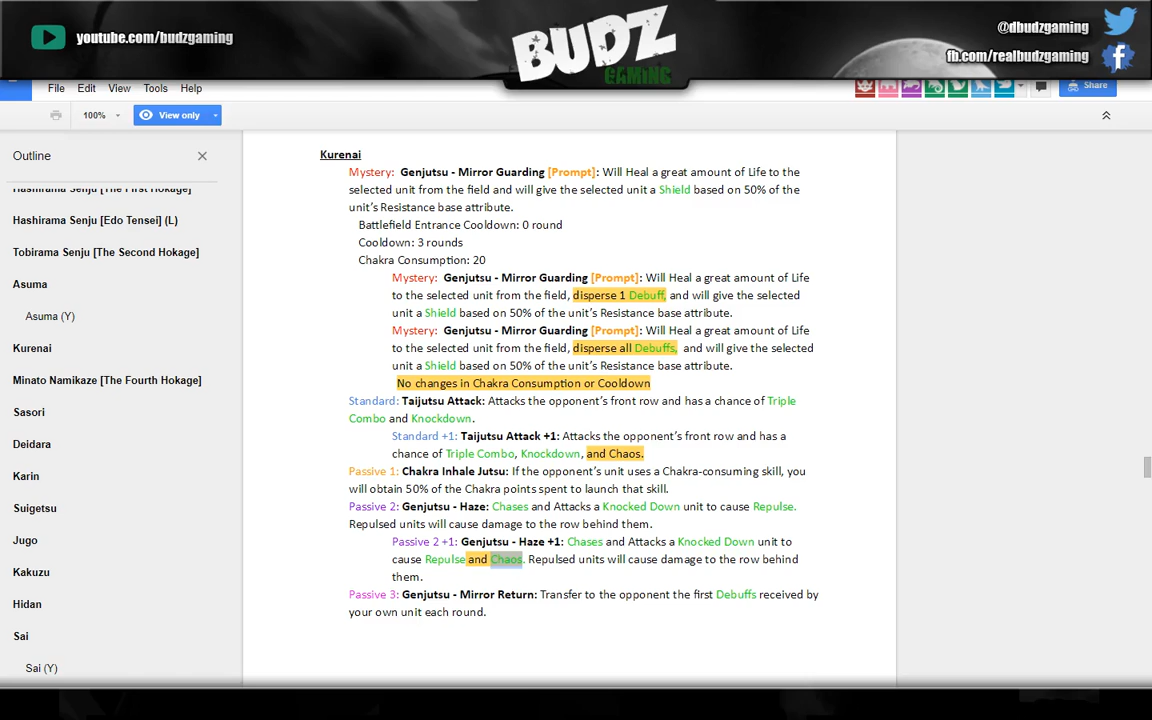 youtube.com/budzgaming
BUDZ
GAMING
@dbudzgaming
fb.com/realbudzgaming
File Edit View Tools Help
Share
100% View only
Outline
Hashirama Senju [The First Hokage]
Hashirama Senju [Edo Tensei] (L)
Tobirama Senju [The Second Hokage]
Asuma
Asuma (Y)
Kurenai
Minato Namikaze [The Fourth Hokage]
Sasori
Deidara
Karin
Suigetsu
Jugo
Kakuzu
Hidan
Sai
Sai (Y)
Kurenai
Mystery: Genjutsu - Mirror Guarding [Prompt]: Will Heal a great amount of Life to the
selected unit from the field and will give the selected unit a Shield based on 50% of the
unit's Resistance base attribute.
Battlefield Entrance Cooldown: 0 round
Cooldown: 3 rounds
Chakra Consumption: 20
Mystery: Genjutsu - Mirror Guarding [Prompt]: Will Heal a great amount of Life
to the selected unit from the field, disperse 1 Debuff, and will give the selected
unit a Shield based on 50% of the unit's Resistance base attribute.
Mystery: Genjutsu - Mirror Guarding [Prompt]: Will Heal a great amount of Life
to the selected unit from the field, disperse all Debuffs, and will give the selected
unit a Shield based on 50% of the unit's Resistance base attribute.
No changes in Chakra Consumption or Cooldown
Standard: Taijutsu Attack: Attacks the opponent's front row and has a chance of Triple
Combo and Knockdown.
Standard +1: Taijutsu Attack +1: Attacks the opponent's front row and has a
chance of Triple Combo, Knockdown, and Chaos.
Passive 1: Chakra Inhale Jutsu: If the opponent's unit uses a Chakra-consuming skill, you
will obtain 50% of the Chakra points spent to launch that skill.
Passive 2: Genjutsu - Haze: Chases and Attacks a Knocked Down unit to cause Repulse.
Repulsed units will cause damage to the row behind them.
Passive 2 +1: Genjutsu - Haze +1: Chases and Attacks a Knocked Down unit to
cause Repulse and Chaos. Repulsed units will cause damage to the row behind
them.
Passive 3: Genjutsu - Mirror Return: Transfer to the opponent the first Debuffs received by
your own unit each round.